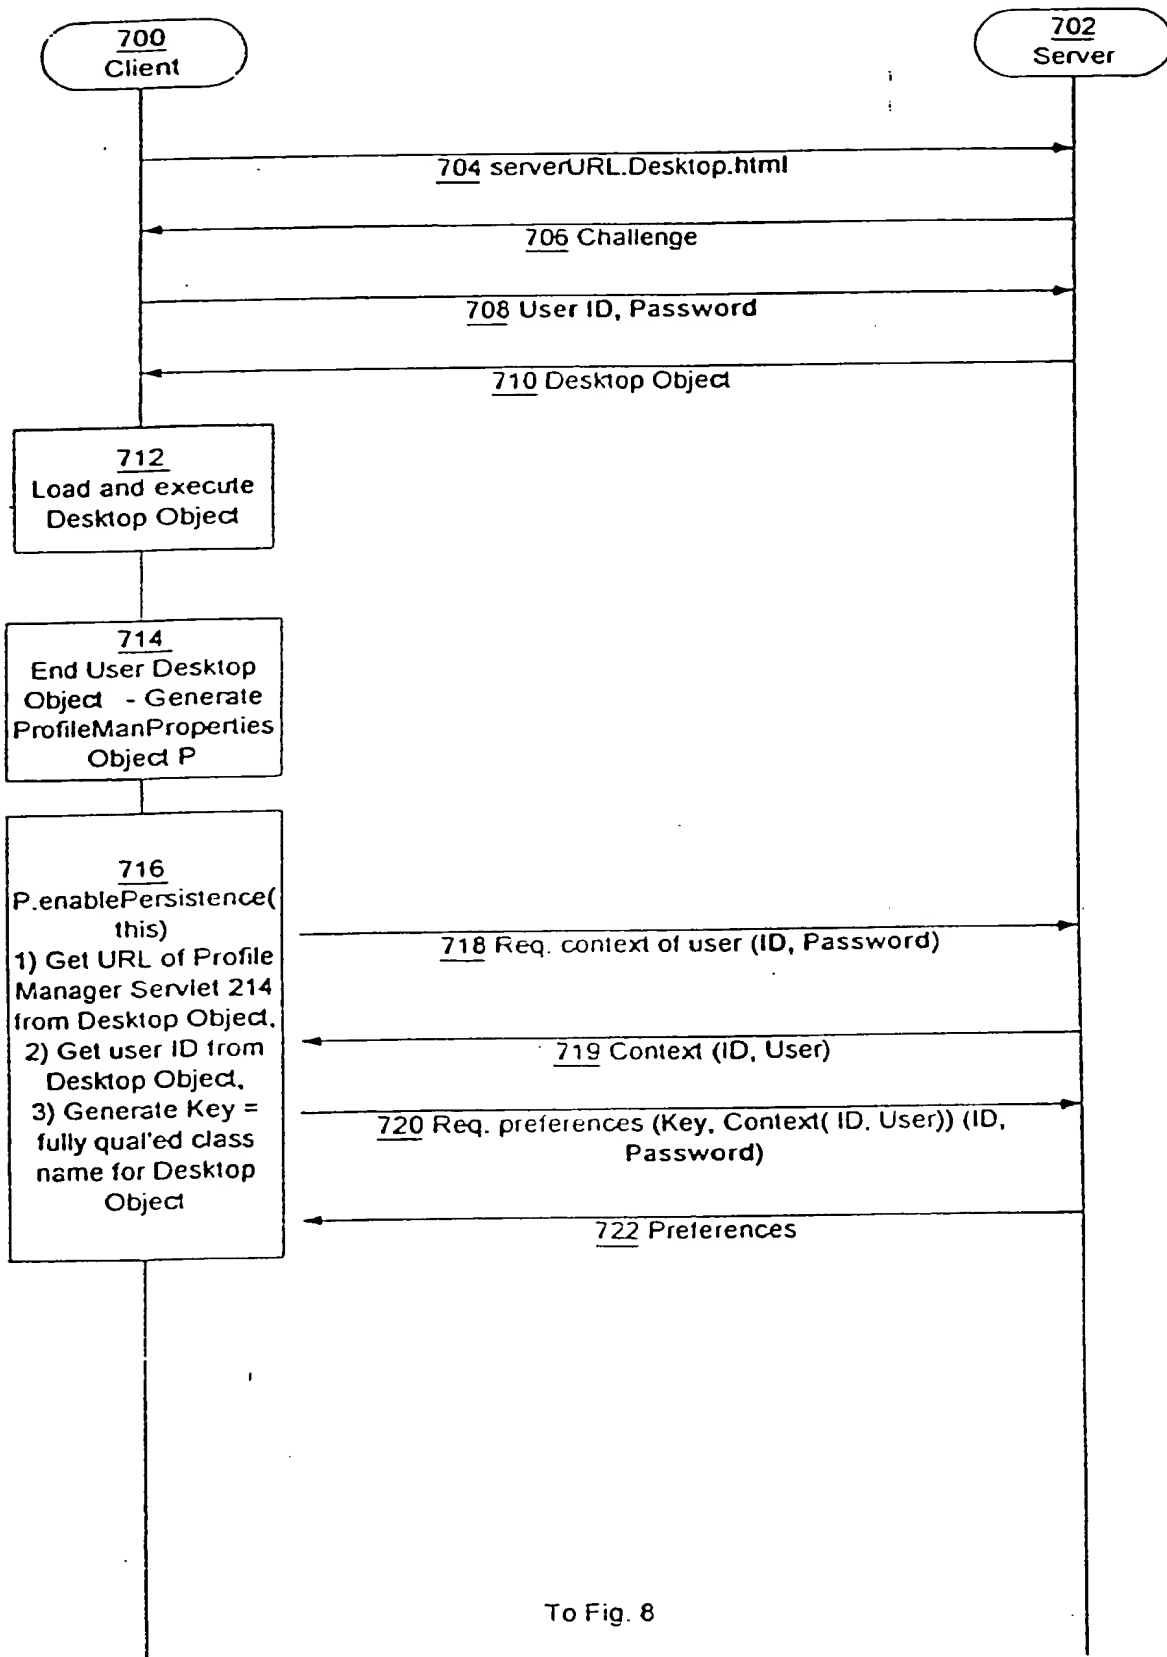 700
Client
702
Server
704 serverURL.Desktop.html
706 Challenge
708 User ID, Password
710 Desktop Object
712
Load and execute
Desktop Object
714
End User Desktop
Object - Generate
ProfileManProperties
Object P
716
P.enablePersistence(
this)
1) Get URL of Profile
Manager Servlet 214
from Desktop Object,
2) Get user ID from
Desktop Object,
3) Generate Key =
fully qual'ed class
name for Desktop
Object
718 Req. context of user (ID, Password)
719 Context (ID, User)
720 Req. preferences (Key, Context( ID, User)) (ID,
Password)
722 Preferences
To Fig. 8